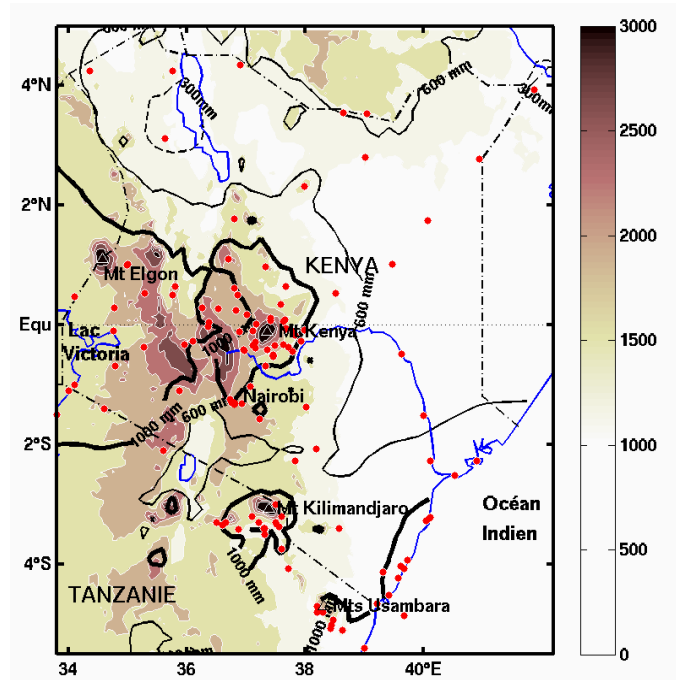 3000
4°N
600 mm
600 mm
300mm
300mm
2500
2°N
KENYA
2000
Mt Elgon
600 mm
Equ
Lac
Mt Kenya
1000
Victoria
1500
Nairobi
1000 mm
600 mm
2°S
1000
Mt Kilimandjaro
Océan
Indien
4°S
1000 mm
500
TANZANIE
Mts Usambara
1000 mm
34
36
38
40°E
0